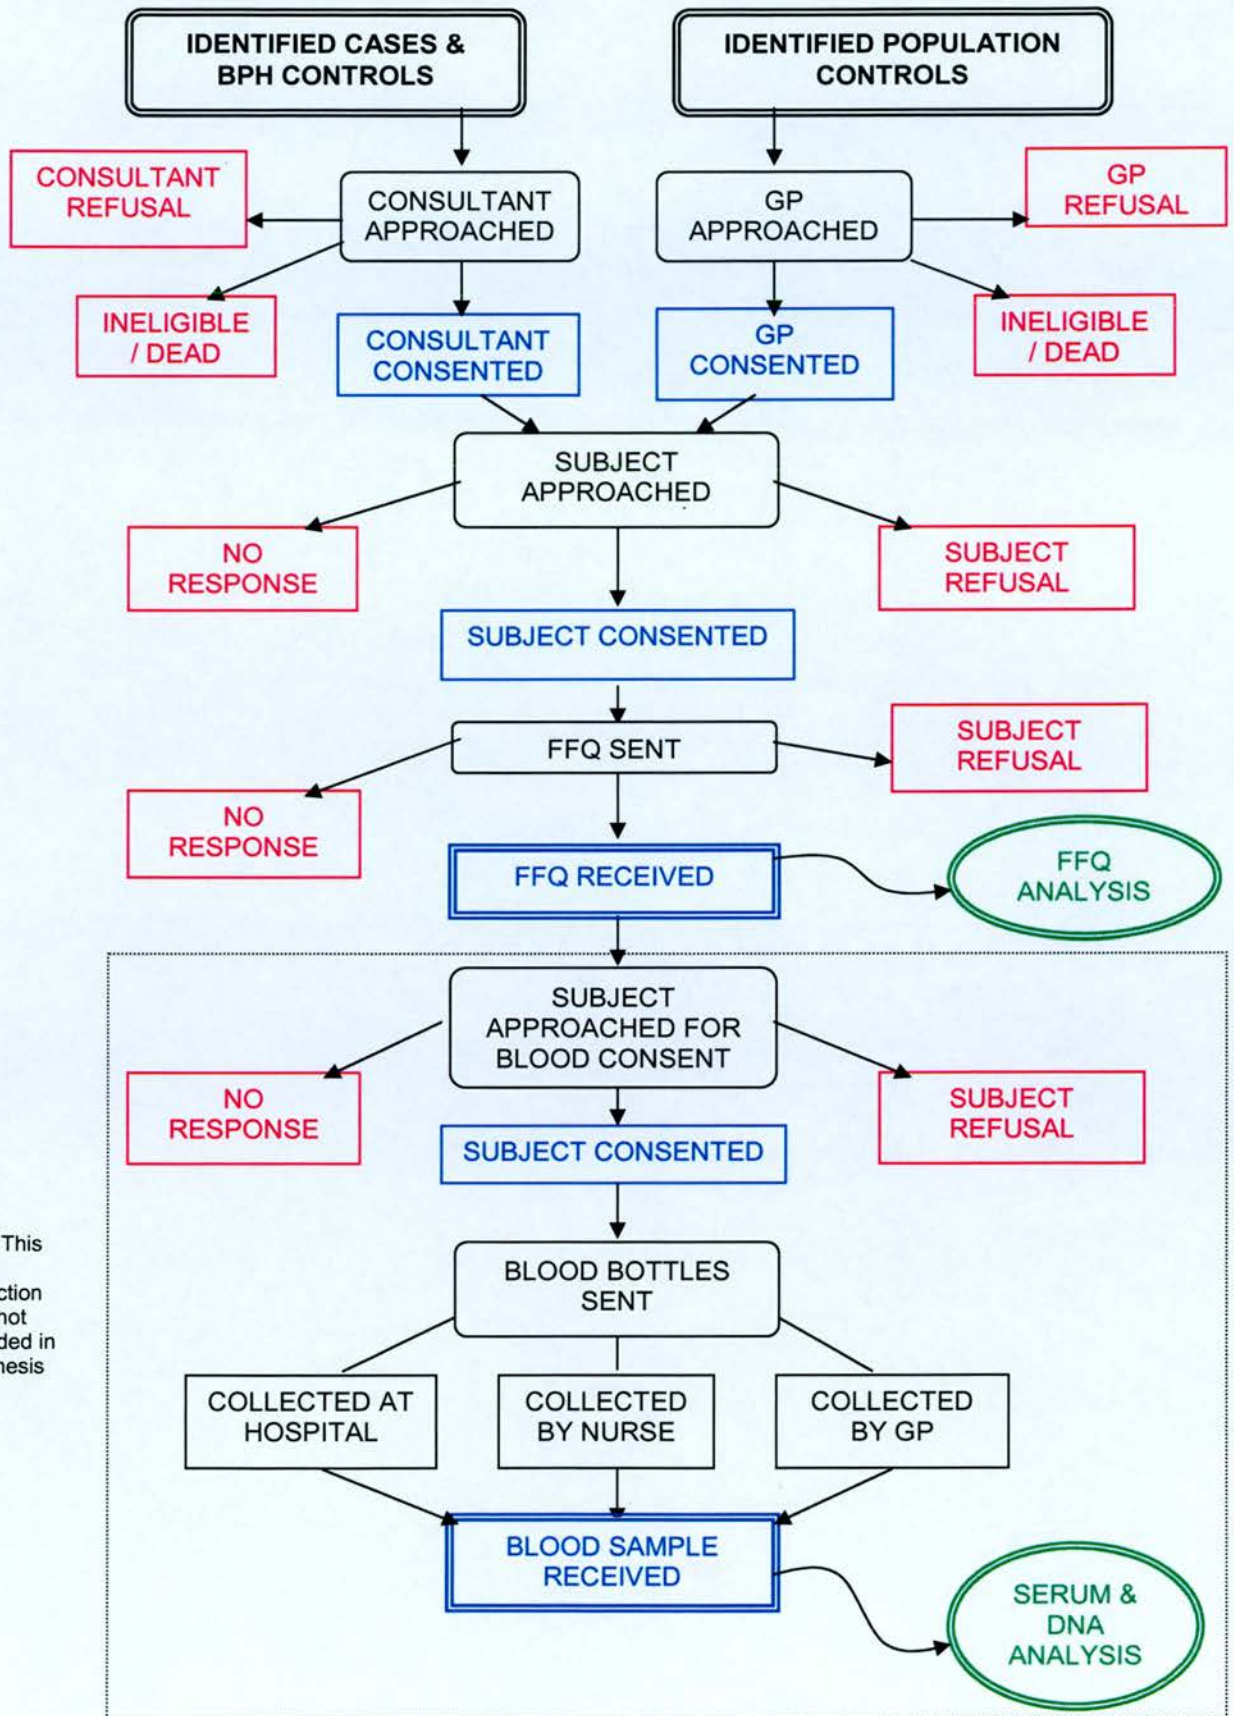 IDENTIFIED CASES &
BPH CONTROLS
IDENTIFIED POPULATION
CONTROLS
CONSULTANT
REFUSAL
CONSULTANT
APPROACHED
GP
APPROACHED
GP
REFUSAL
INELIGIBLE
/ DEAD
CONSULTANT
CONSENTED
GP
CONSENTED
INELIGIBLE
/ DEAD
SUBJECT
APPROACHED
NO
RESPONSE
SUBJECT
REFUSAL
SUBJECT CONSENTED
FFQ SENT
SUBJECT
REFUSAL
NO
RESPONSE
FFQ RECEIVED
FFQ
ANALYSIS
SUBJECT
APPROACHED FOR
BLOOD CONSENT
NO
RESPONSE
SUBJECT
REFUSAL
SUBJECT CONSENTED
This
ction
not
ded in
hesis
BLOOD BOTTLES
SENT
COLLECTED AT
HOSPITAL
COLLECTED
BY NURSE
COLLECTED
BY GP
BLOOD SAMPLE
RECEIVED
SERUM &
DNA
ANALYSIS